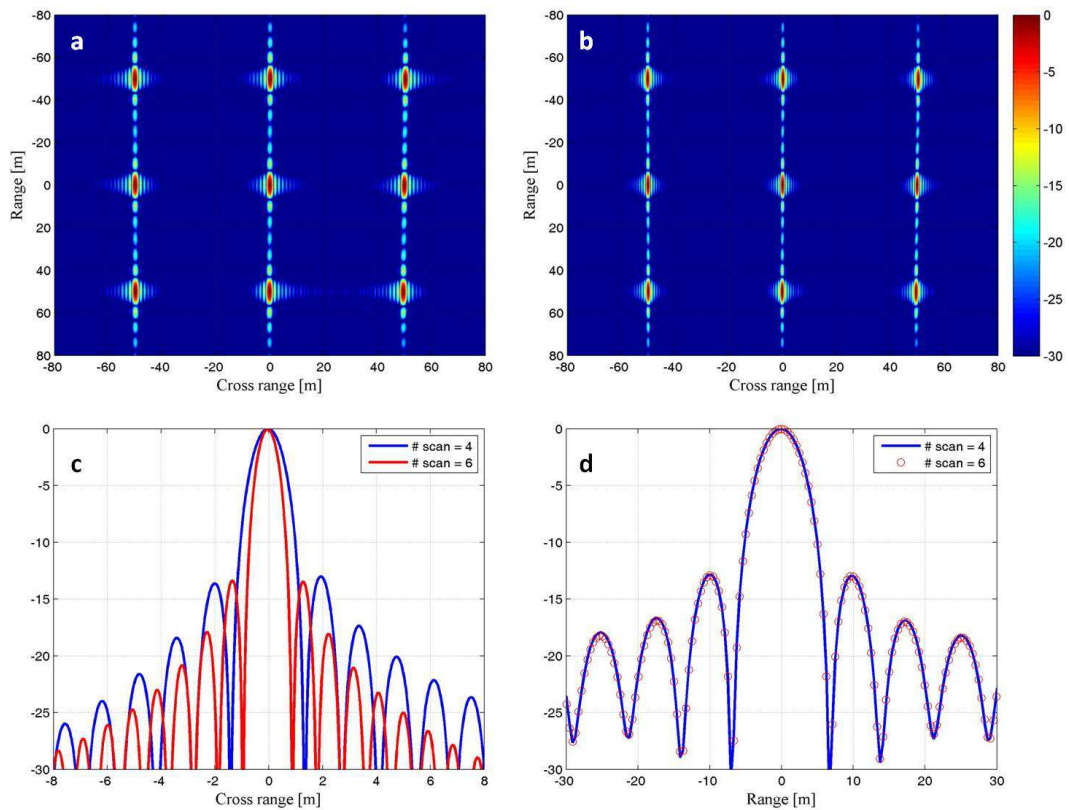 a
-80
-60
-40
-20
0
20
40
60
80
Range [m]
-80 -60 -40 -20 0 20 40 60 80
Cross range [m]
b
-80
-60
-40
-20
0
20
40
60
80
Range [m]
-80 -60 -40 -20 0 20 40 60 80
Cross range [m]
0
-5
-10
-15
-20
-25
-30
c
# scan = 4
# scan = 6
0
-5
-10
-15
-20
-25
-30
-8 -6 -4 -2 0 2 4 6 8
Cross range [m]
d
# scan = 4
# scan = 6
0
-5
-10
-15
-20
-25
-30
-30 -20 -10 0 10 20 30
Range [m]